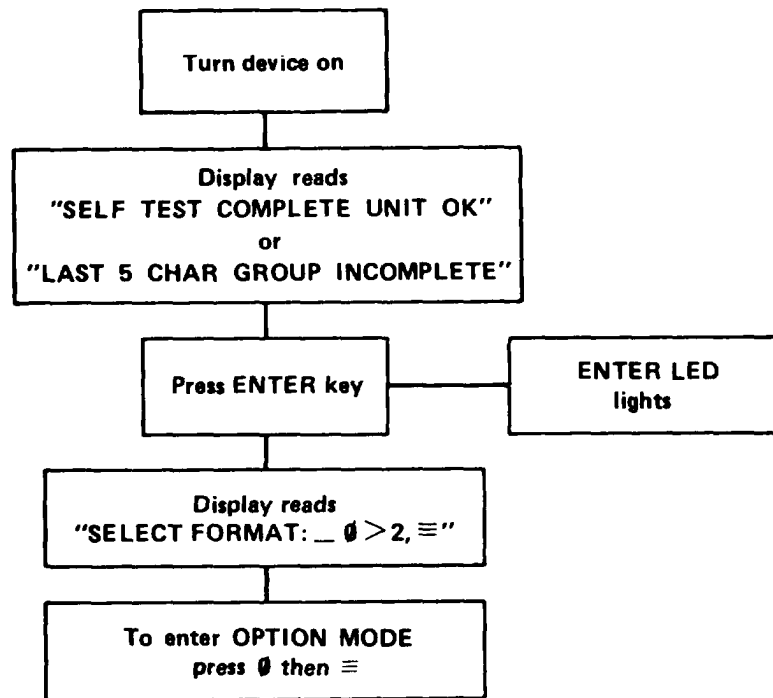 Turn device on
Display reads
"SELF TEST COMPLETE UNIT OK"
or
"LAST 5 CHAR GROUP INCOMPLETE"
Press ENTER key
ENTER LED
lights
Display reads
"SELECT FORMAT: _ Ø > 2, ≡"
To enter OPTION MODE
press Ø then ≡